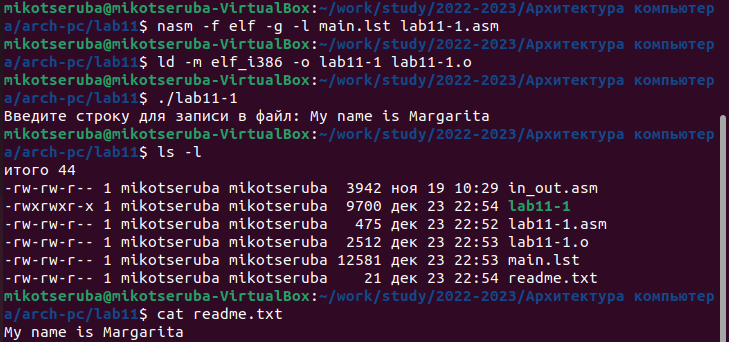 mikotseruba@mikotseruba-VirtualBox:~/work/study/2022-2023/Архитектура компьютер
а/arch-pc/lab11$ nasm -f elf -g -l main.lst lab11-1.asm
mikotseruba@mikotseruba-VirtualBox:~/work/study/2022-2023/Архитектура компьютер
а/arch-pc/lab11$ ld -m elf_i386 -o lab11-1 lab11-1.o
mikotseruba@mikotseruba-VirtualBox:~/work/study/2022-2023/Архитектура компьютер
а/arch-pc/lab11$ ./lab11-1
Введите строку для записи в файл: My name is Margarita
mikotseruba@mikotseruba-VirtualBox:~/work/study/2022-2023/Архитектура компьютер
а/arch-pc/lab11$ ls -l
итого 44
-rw-rw-r-- 1 mikotseruba mikotseruba  3942 ноя 19 10:29 in_out.asm
-rwxrwxr-x 1 mikotseruba mikotseruba  9700 дек 23 22:54 lab11-1
-rw-rw-r-- 1 mikotseruba mikotseruba   475 дек 23 22:52 lab11-1.asm
-rw-rw-r-- 1 mikotseruba mikotseruba  2512 дек 23 22:53 lab11-1.o
-rw-rw-r-- 1 mikotseruba mikotseruba 12581 дек 23 22:53 main.lst
-rw-rw-r-- 1 mikotseruba mikotseruba    21 дек 23 22:54 readme.txt
mikotseruba@mikotseruba-VirtualBox:~/work/study/2022-2023/Архитектура компьютер
а/arch-pc/lab11$ cat readme.txt
My name is Margarita